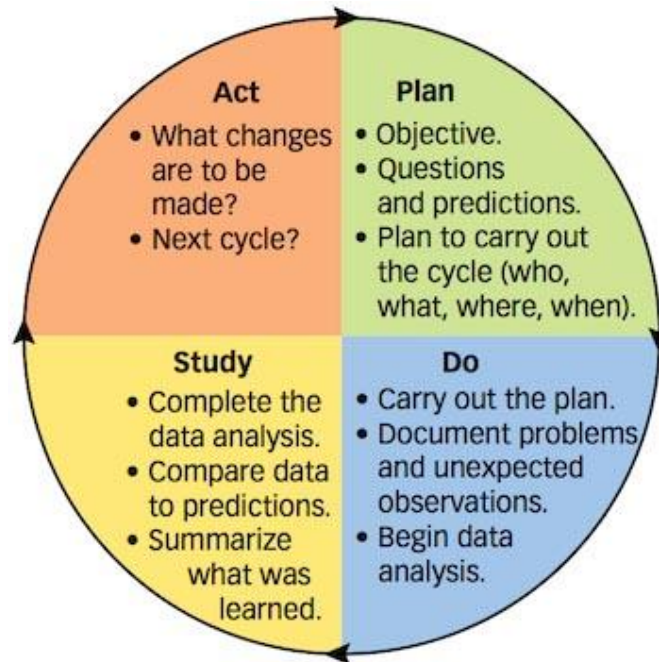 Act
• What changes
are to be
made?
• Next cycle?
Plan
• Objective.
• Questions
and predictions.
• Plan to carry out
the cycle (who,
what, where, when).
Study
• Complete the
data analysis.
• Compare data
to predictions.
• Summarize
what was
learned.
Do
• Carry out the plan.
• Document problems
and unexpected
observations.
• Begin data
analysis.